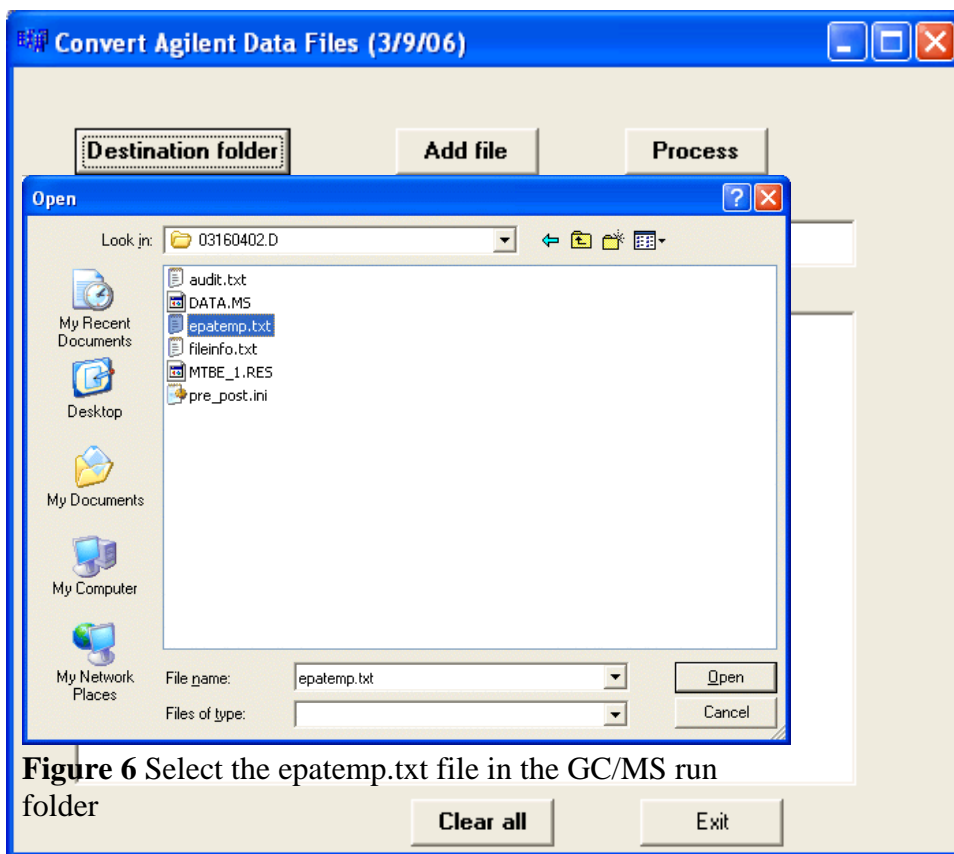 Convert Agilent Data Files (3/9/06)
Destination folder Add file Process
Open
Look in: 03160402.D
audit.txt
DATA.MS
epatemp.txt
fileinfo.txt
MTBE_1.RES
pre_post.ini
My Recent
Documents
Desktop
My Documents
My Computer
My Network
Places
File name: epatemp.txt Open
Files of type: Cancel
Figure 6 Select the epatemp.txt file in the GC/MS run
folder
Clear all Exit